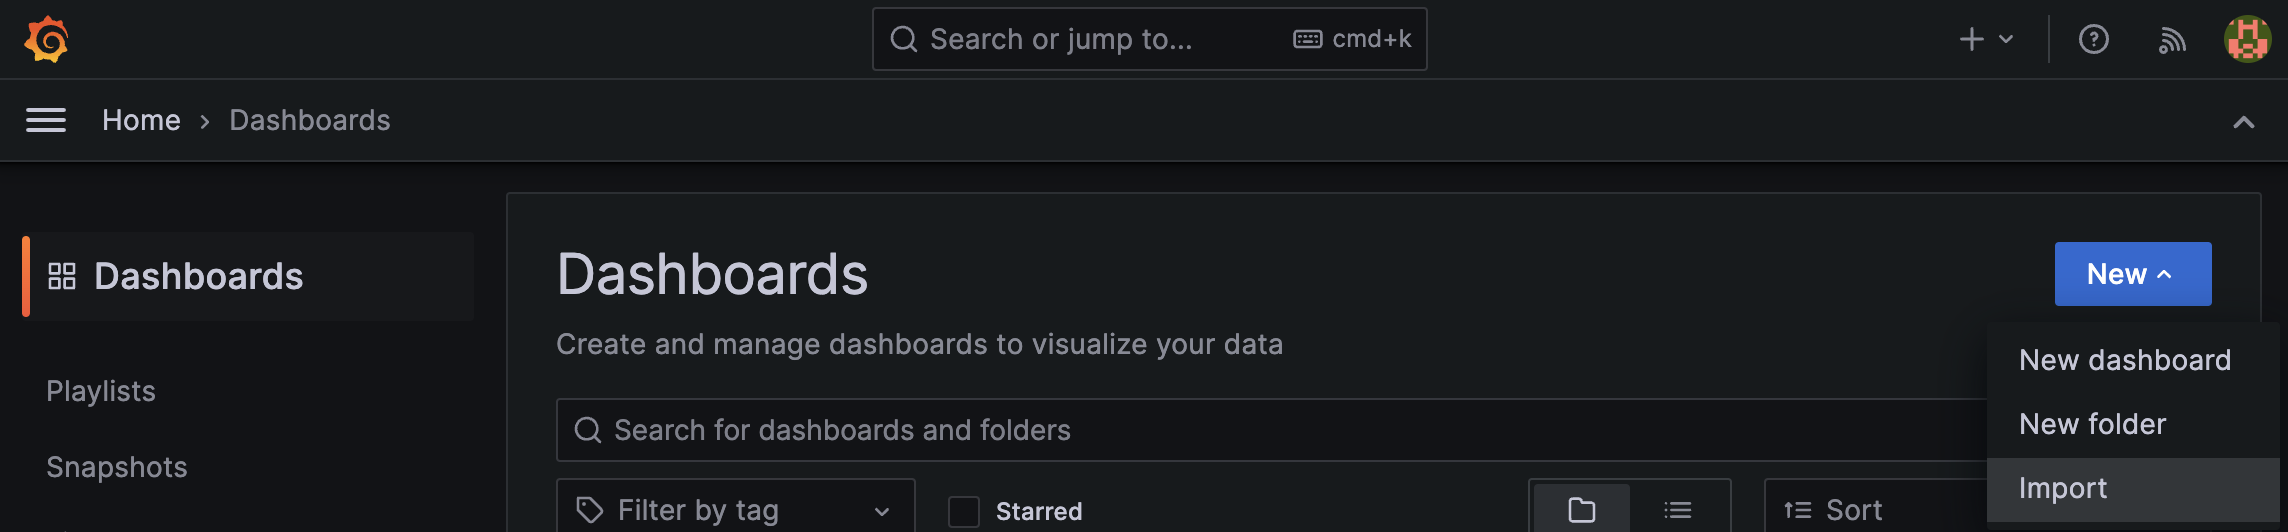 Search or jump to...
cmd+k
Home
Dashboards
Dashboards
Playlists
Snapshots
Dashboards
Create and manage dashboards to visualize your data
New
New dashboard
New folder
Import
Search for dashboards and folders
Filter by tag
Starred
Sort